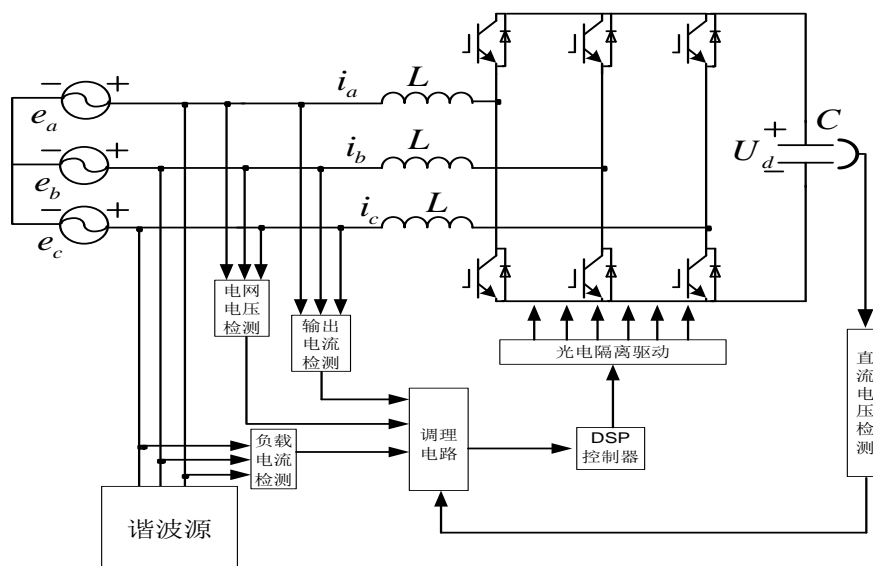 − +
e_a
i_a
L
− +
e_b
i_b
L
− +
e_c
i_c
L
+
U_d
−
C
电网
电压
检测
输出
电流
检测
光电隔离驱动
直
流
电
压
检
测
负载
电流
检测
调理
电路
DSP
控制器
谐波源